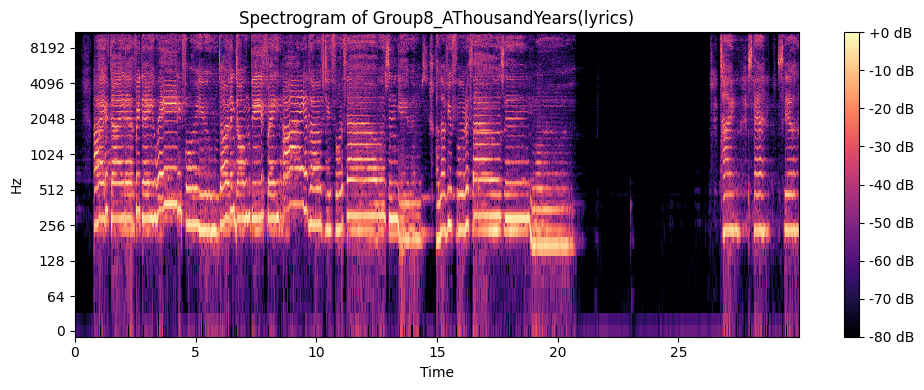 Spectrogram of Group8_AThousandYears(lyrics)
Hz
8192
4096
2048
1024
512
256
128
64
0
0 5 10 15 20 25
Time
+0 dB
-10 dB
-20 dB
-30 dB
-40 dB
-50 dB
-60 dB
-70 dB
-80 dB